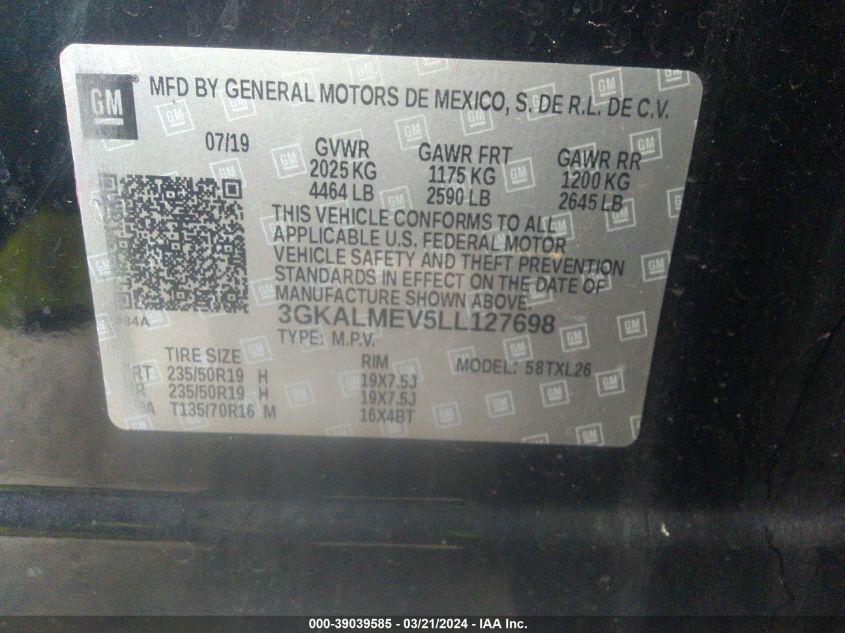 GM MFD BY GENERAL MOTORS DE MEXICO, S. DE R.L. DE C.V.
07/19 GVWR GAWR FRT GAWR RR
2025 KG 1175 KG 1200 KG
4464 LB 2590 LB 2645 LB
THIS VEHICLE CONFORMS TO ALL
APPLICABLE U.S. FEDERAL MOTOR
VEHICLE SAFETY AND THEFT PREVENTION
STANDARDS IN EFFECT ON THE DATE OF
MANUFACTURE SHOWN ABOVE.
3GKALMEV5LL127698
TYPE: M.P.V. MODEL: 58TXL26
TIRE SIZE RIM
RT 235/50R19 H 19X7.5J
R 235/50R19 H 19X7.5J
PA T135/70R16 M 16X4BT
000-39039585 - 03/21/2024 - IAA Inc.